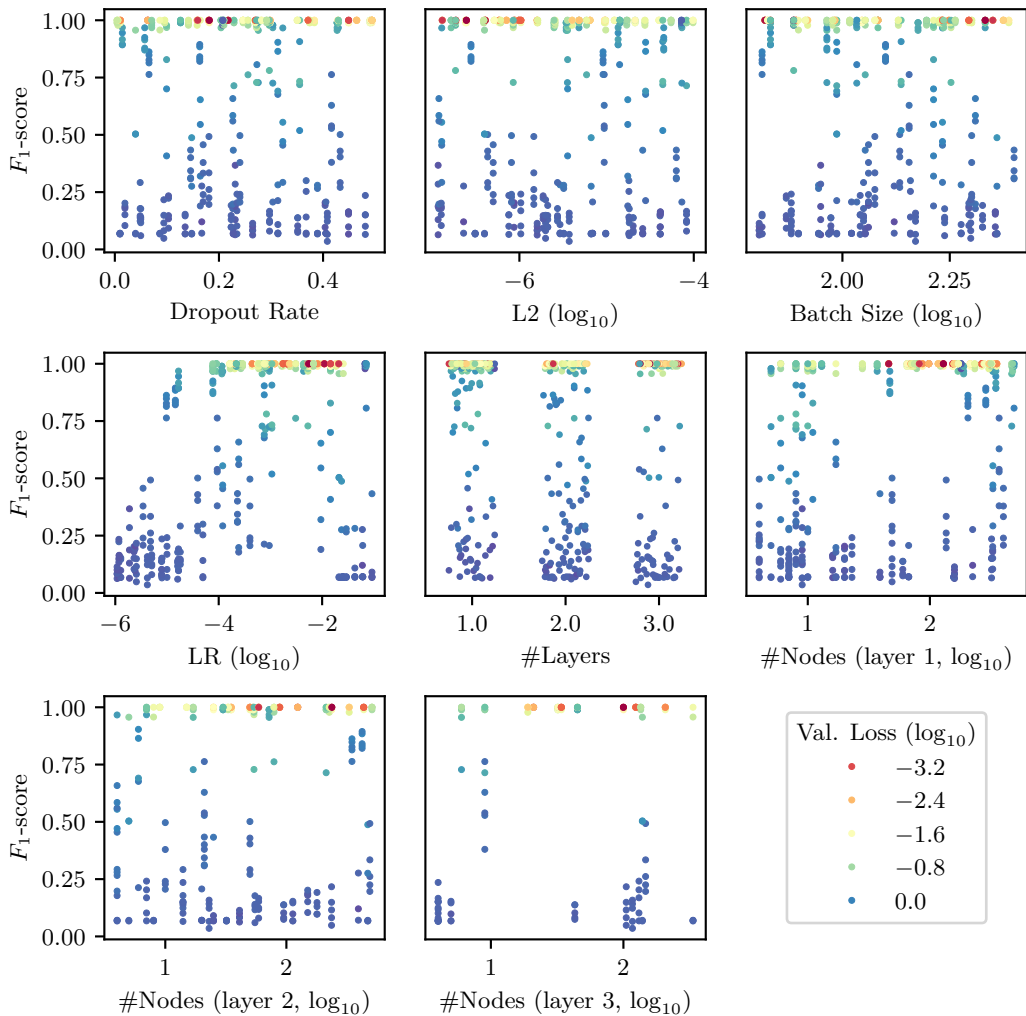 1.00
0.75
0.50
0.25
0.00
F₁-score
0.0 0.2 0.4
Dropout Rate
−6 −4
L2 (log₁₀)
2.00 2.25
Batch Size (log₁₀)
1.00
0.75
0.50
0.25
0.00
F₁-score
−6 −4 −2
LR (log₁₀)
1.0 2.0 3.0
#Layers
1 2
#Nodes (layer 1, log₁₀)
1.00
0.75
0.50
0.25
0.00
F₁-score
1 2
#Nodes (layer 2, log₁₀)
1 2
#Nodes (layer 3, log₁₀)
Val. Loss (log₁₀)
−3.2
−2.4
−1.6
−0.8
0.0